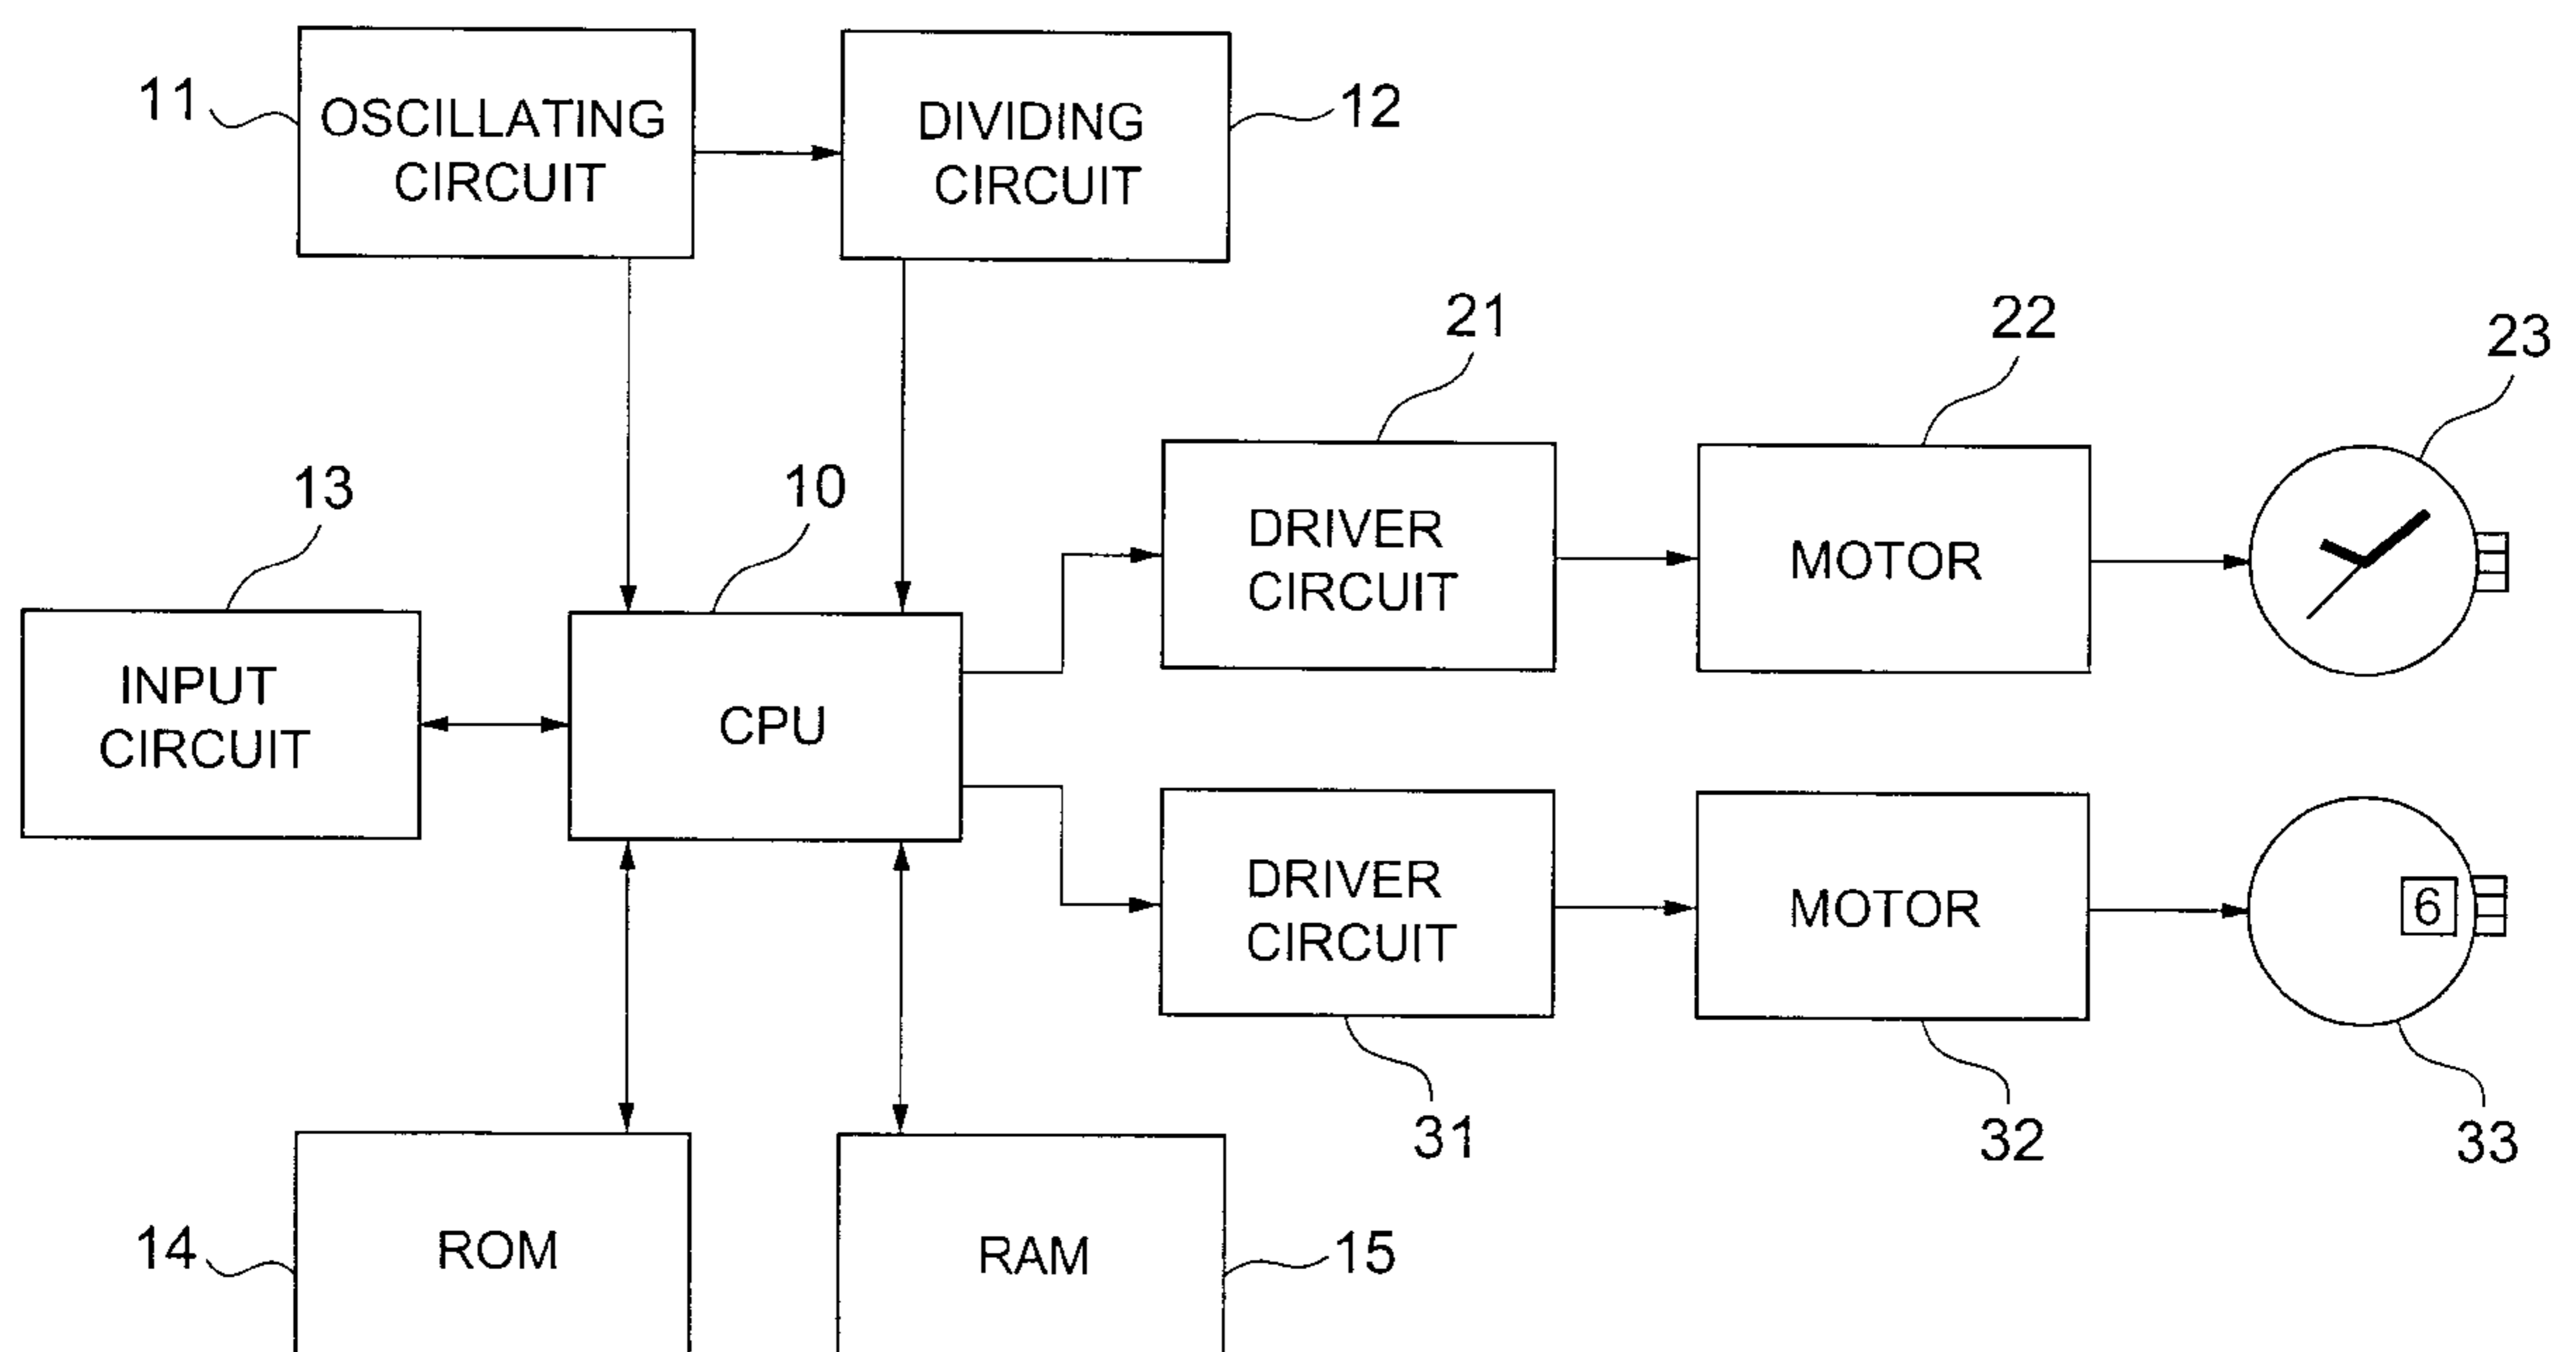 11
OSCILLATING
CIRCUIT
DIVIDING
CIRCUIT
12
21
22
23
13
10
DRIVER
CIRCUIT
MOTOR
INPUT
CIRCUIT
CPU
DRIVER
CIRCUIT
MOTOR
6
31
32
33
14
ROM
RAM
15